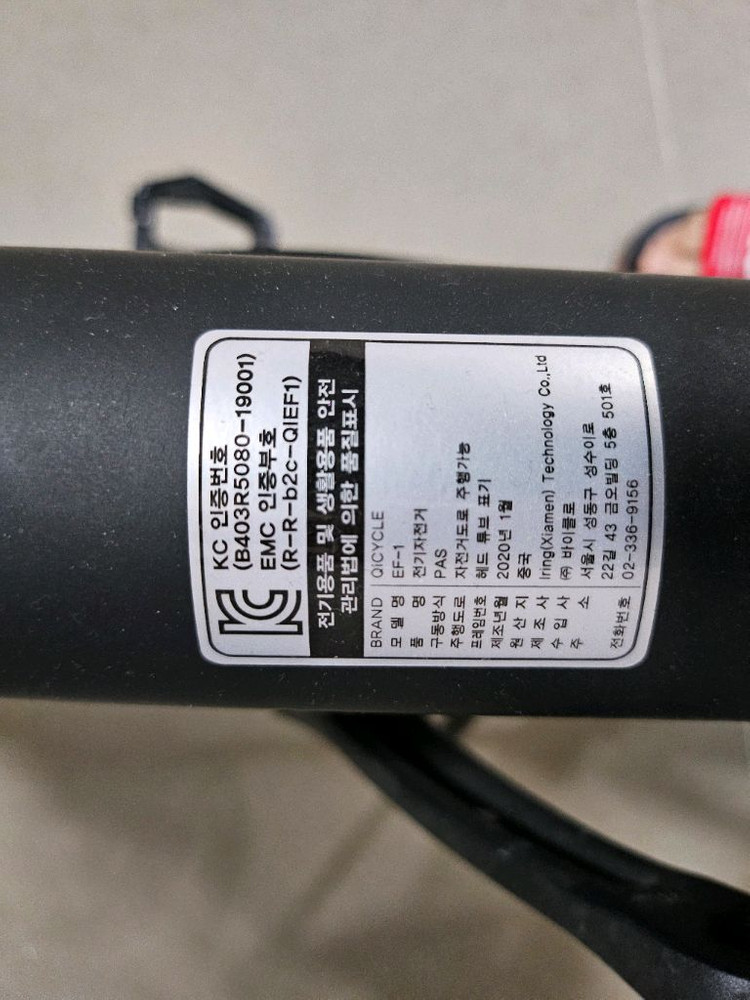 KC 인증번호
(B403R5080-19001)
EMC 인증부호
(R-R-b2c-QIEF1)
전기용품 및 생활용품 안전
관리법에 의한 품질표시
BRAND QiCYCLE
모 델 명 EF-1
품 명 전기자전거
구동방식 PAS
주행도로 자전거도로 주행가능
프레임번호 헤드 튜브 표기
제조년월 2020년 1월
원 산 지 중국
제 조 사 Iring(Xiamen) Technology Co.,Ltd
수 입 사 ㈜ 바이클로
주 소 서울시 성동구 성수이로
22길 43 금오빌딩 5층 501호
전화번호 02-336-9156